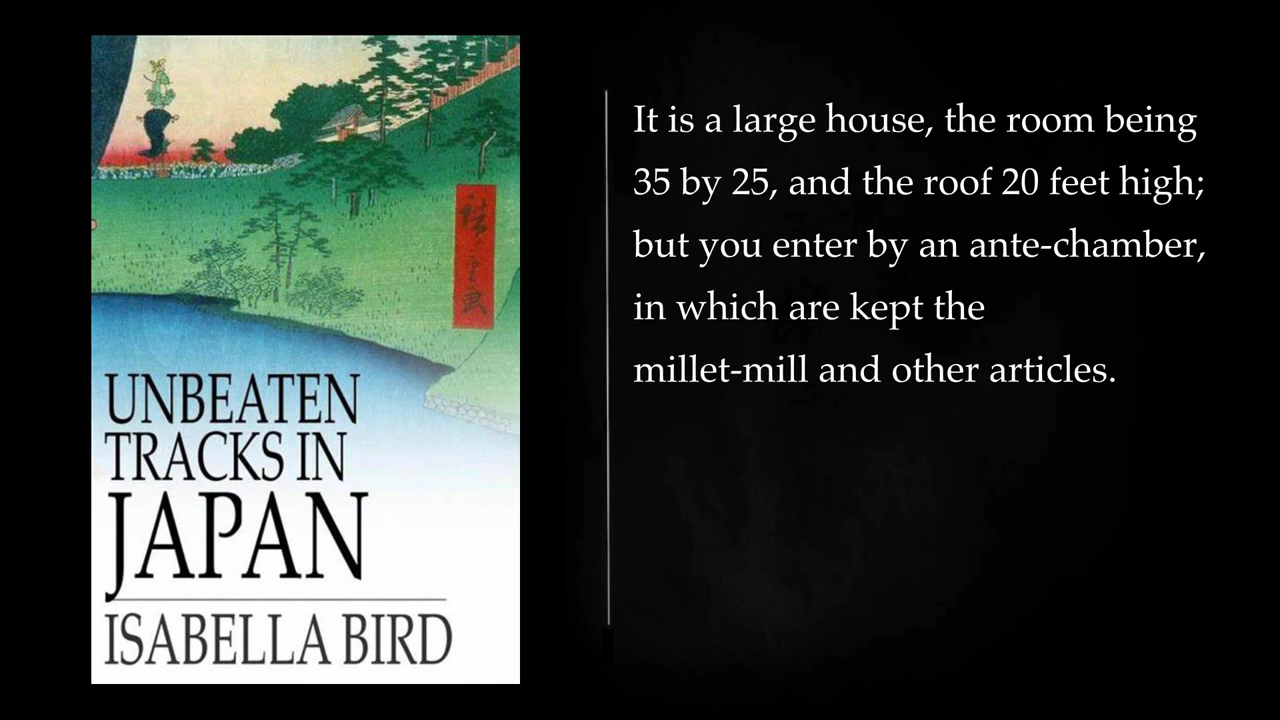 UNBEATEN
TRACKS IN
JAPAN
ISABELLA BIRD
It is a large house, the room being
35 by 25, and the roof 20 feet high;
but you enter by an ante-chamber,
in which are kept the
millet-mill and other articles.